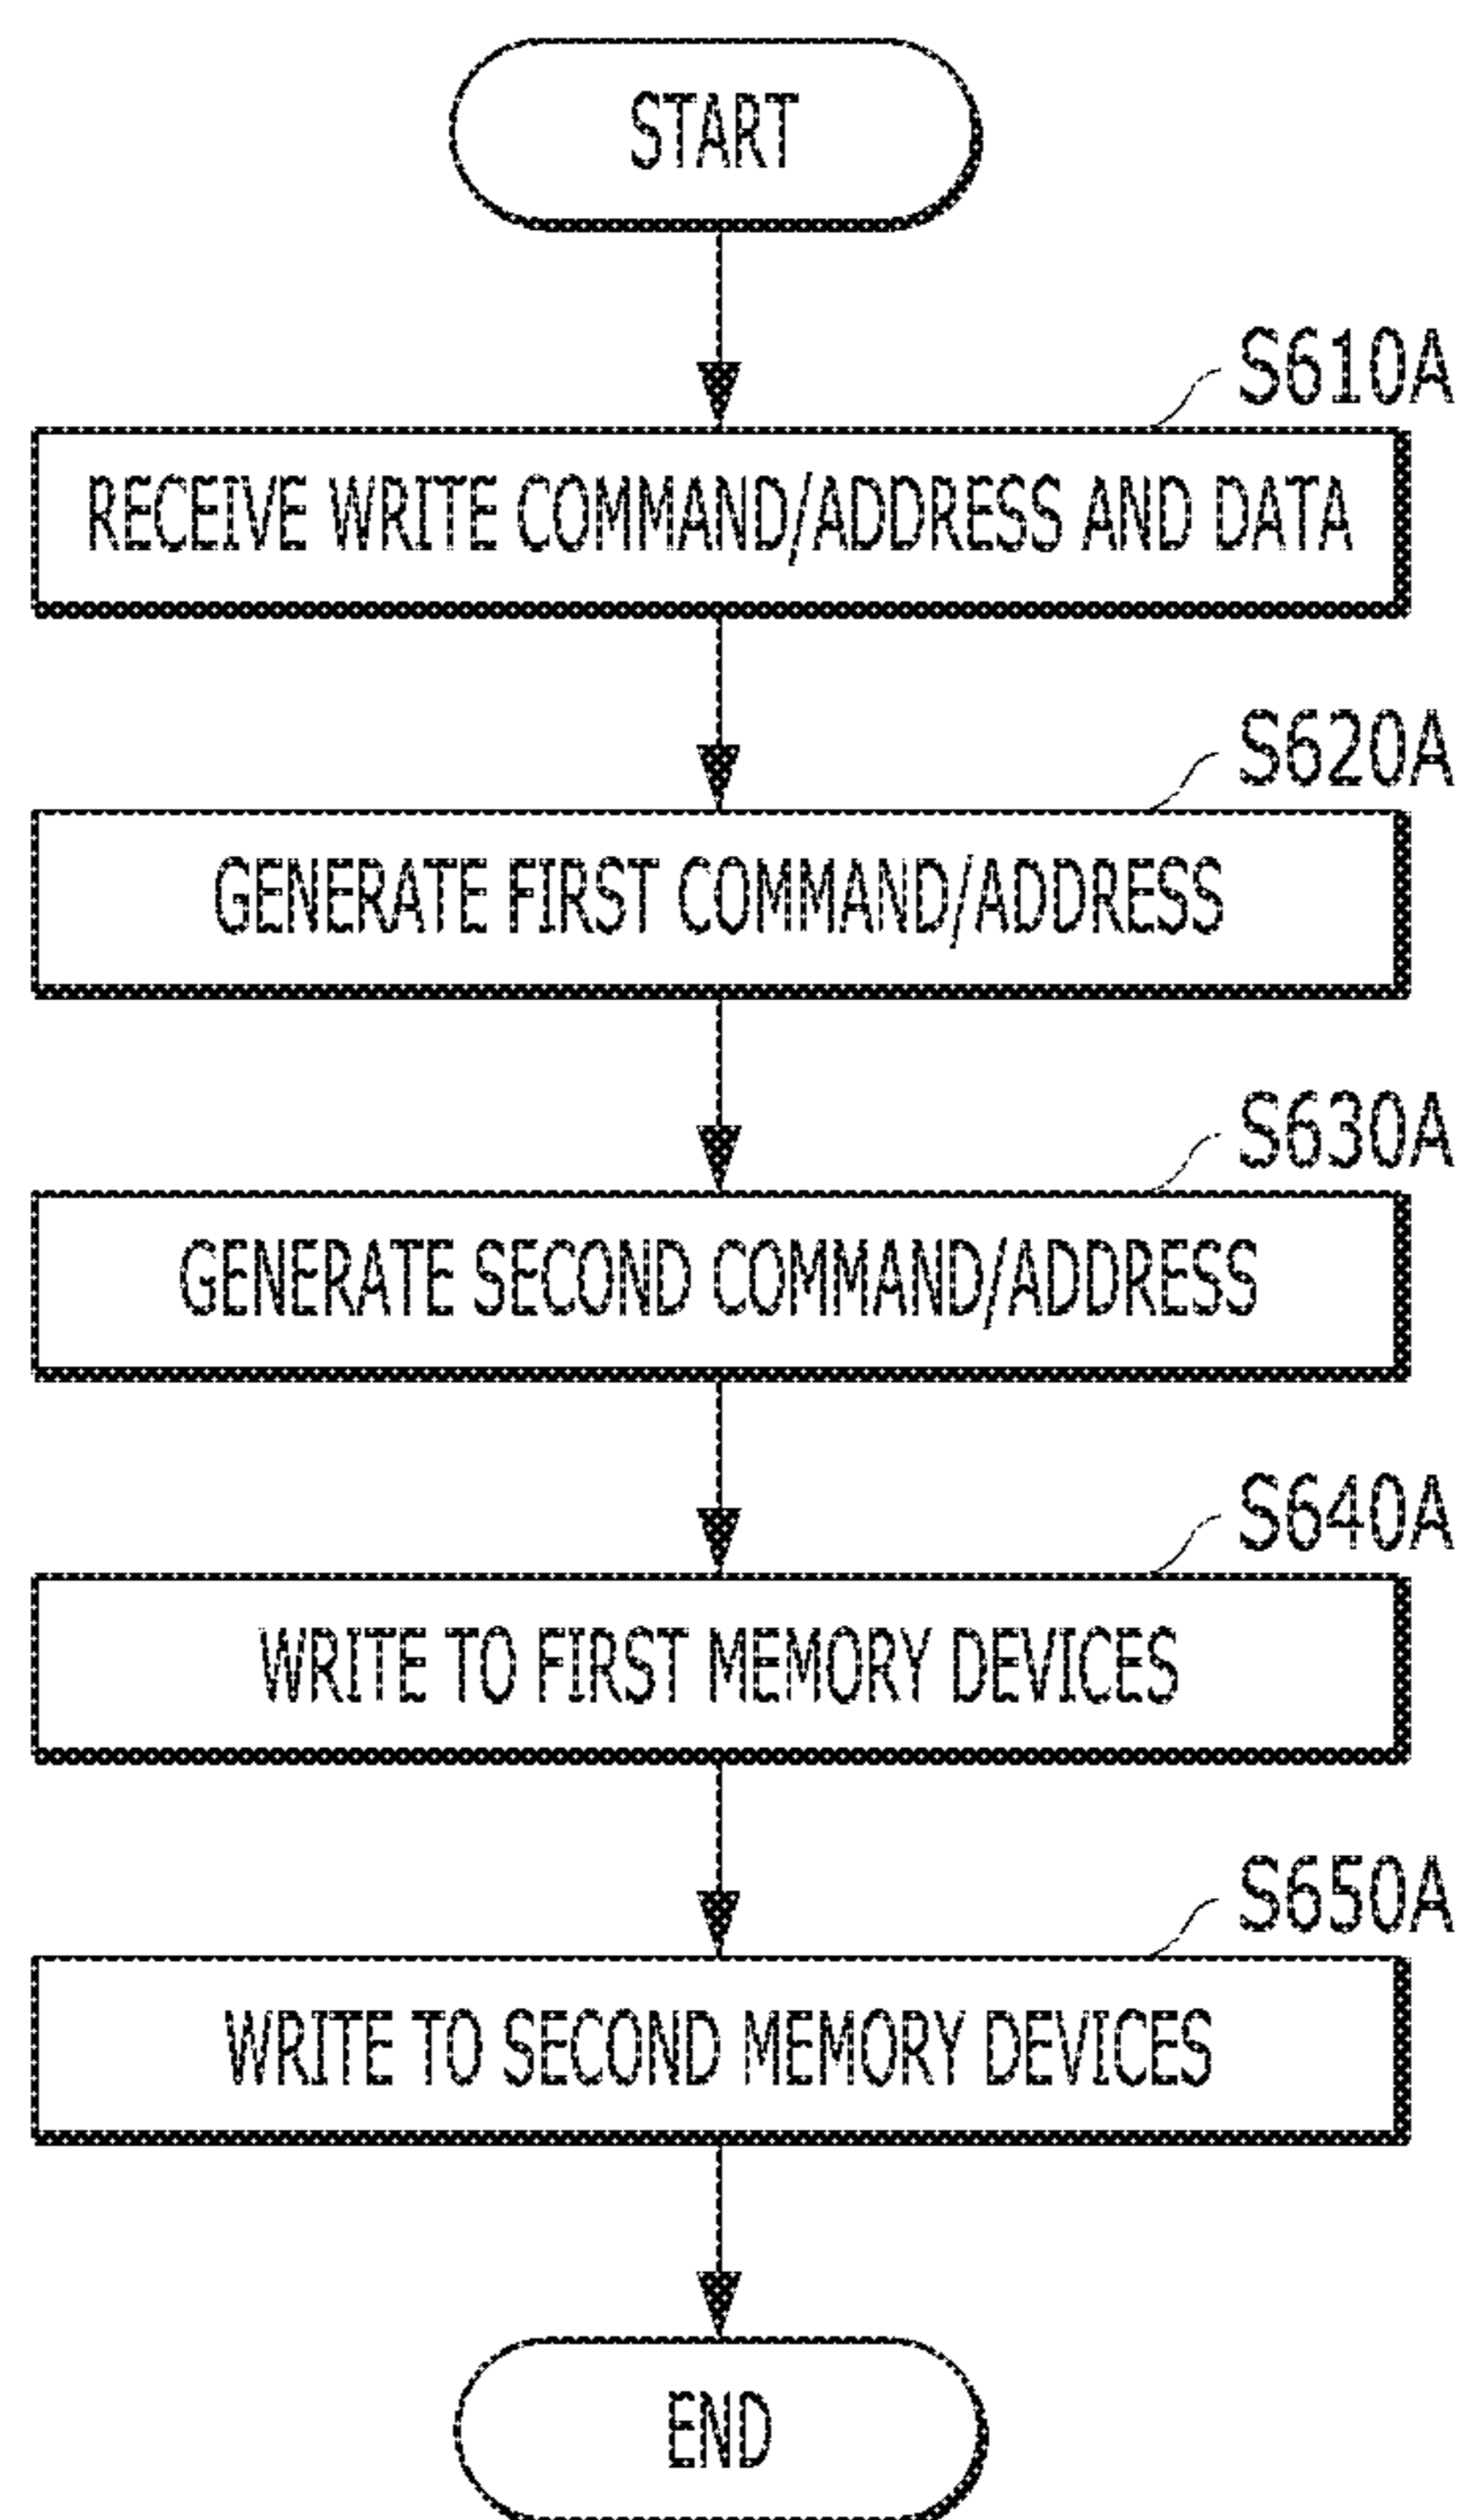 START
S610A
RECEIVE WRITE COMMAND/ADDRESS AND DATA
S620A
GENERATE FIRST COMMAND/ADDRESS
S630A
GENERATE SECOND COMMAND/ADDRESS
S640A
WRITE TO FIRST MEMORY DEVICES
S650A
WRITE TO SECOND MEMORY DEVICES
END